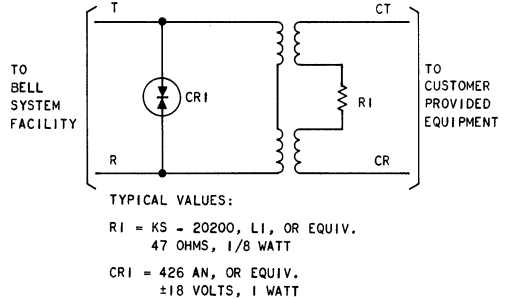 T
CT
TO
BELL
SYSTEM
FACILITY
CR1
R1
TO
CUSTOMER
PROVIDED
EQUIPMENT
R
CR
TYPICAL VALUES:
R1 = KS - 20200, L1, OR EQUIV.
47 OHMS, 1/8 WATT
CR1 = 426 AN, OR EQUIV.
±18 VOLTS, 1 WATT